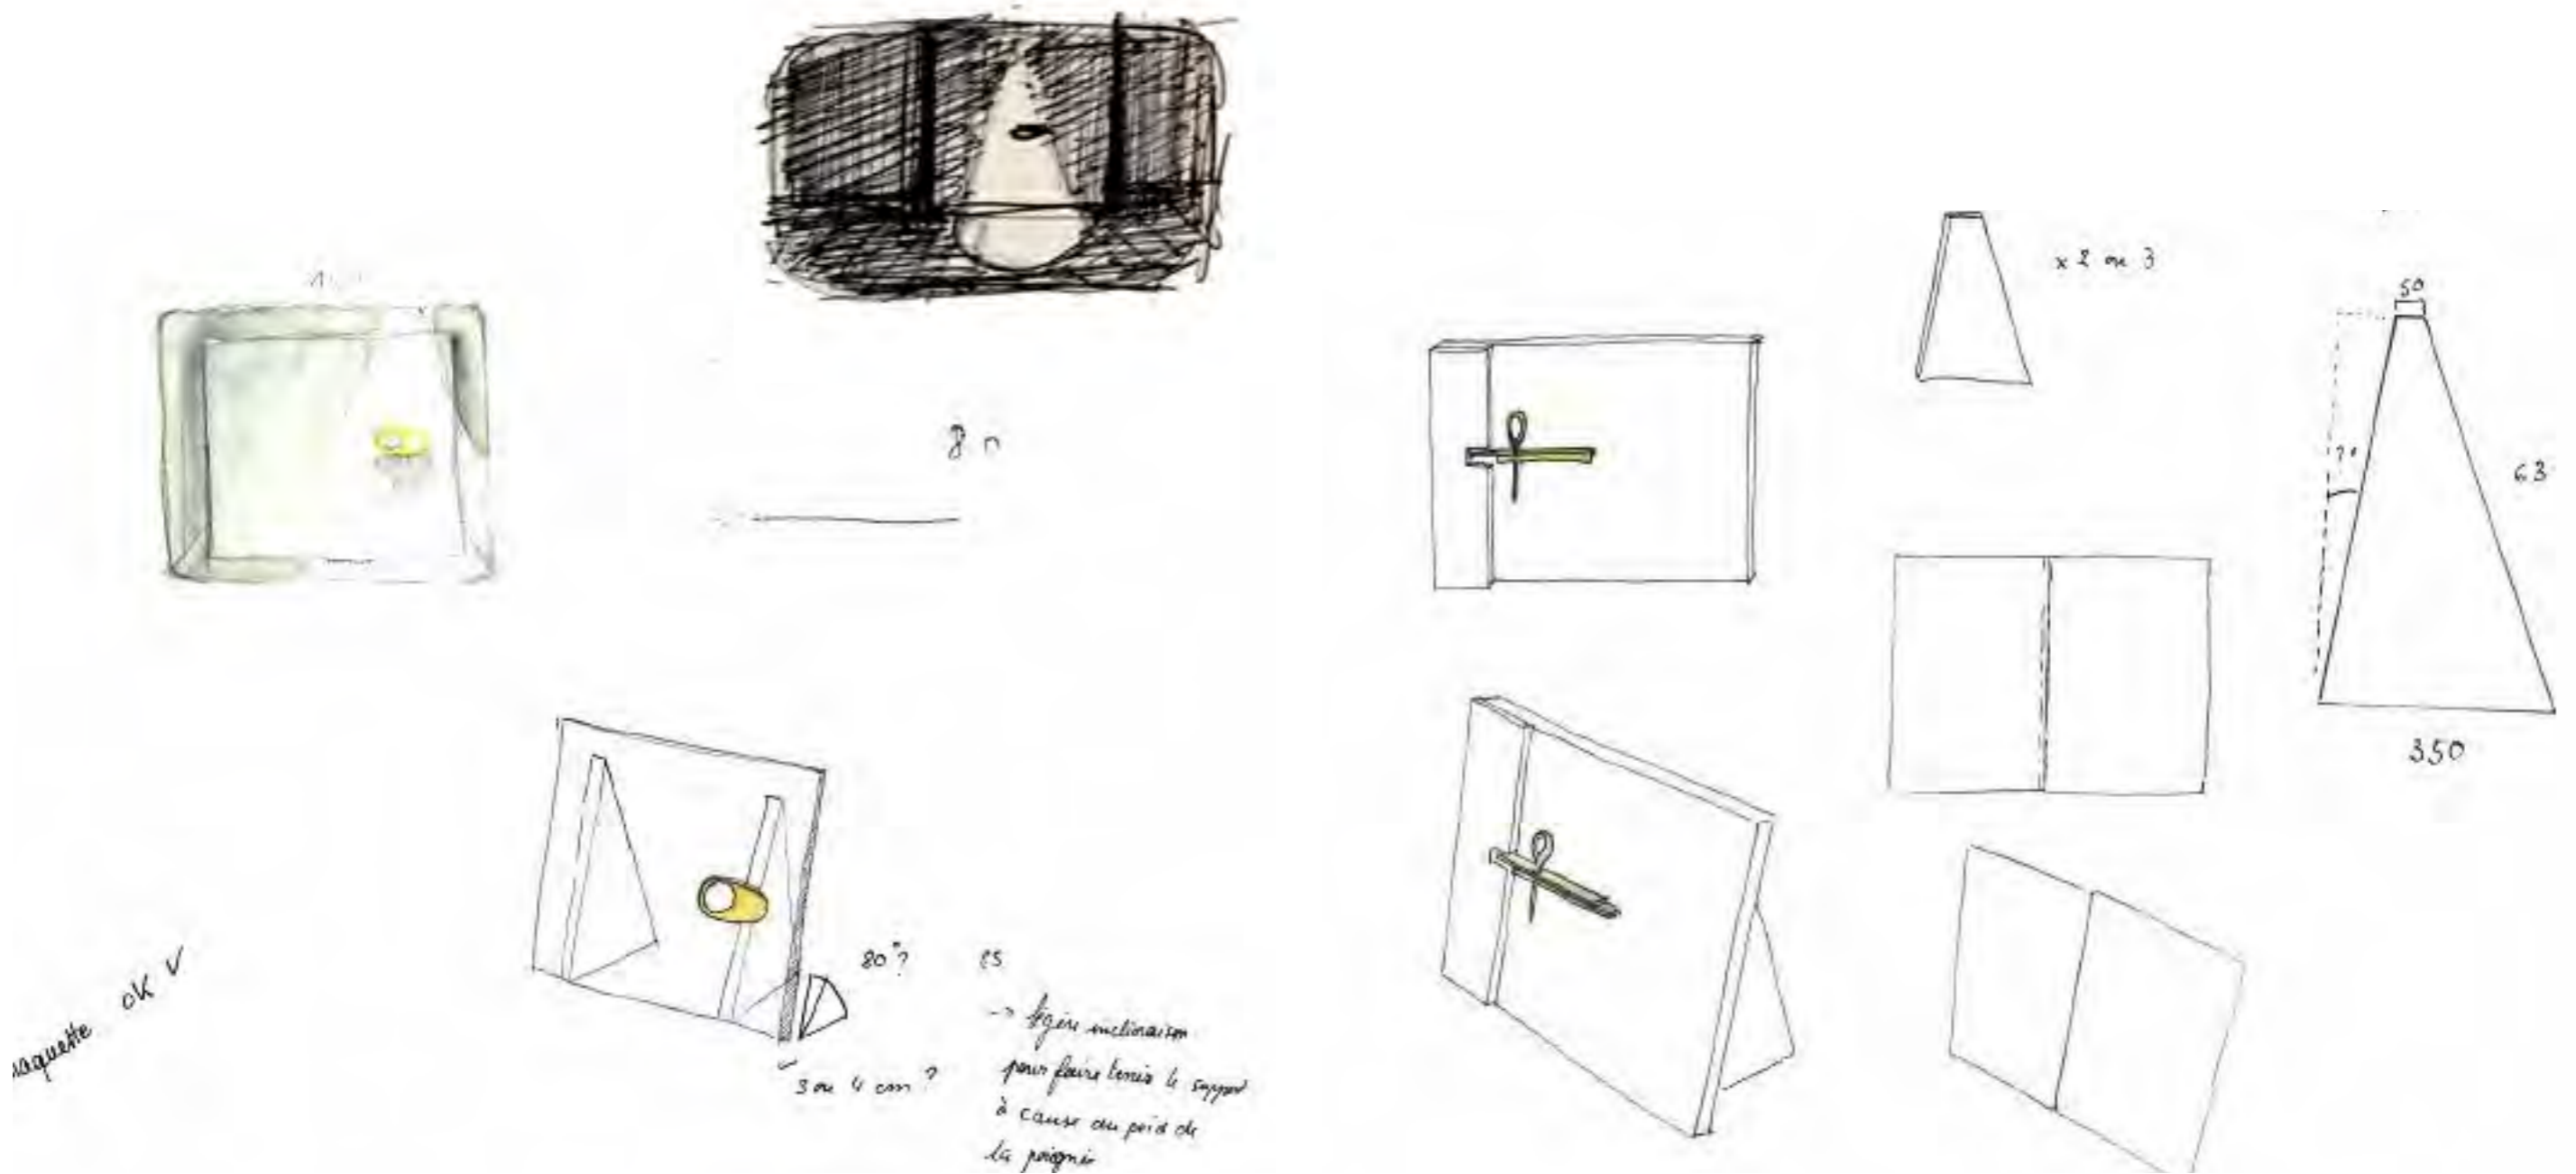 x 2 ou 3
50
63
350
80°?
3 ou 4 cm ?
-> légère inclinaison
pour faire tenir le support
à cause du poids de
la poignée
maquette OK V